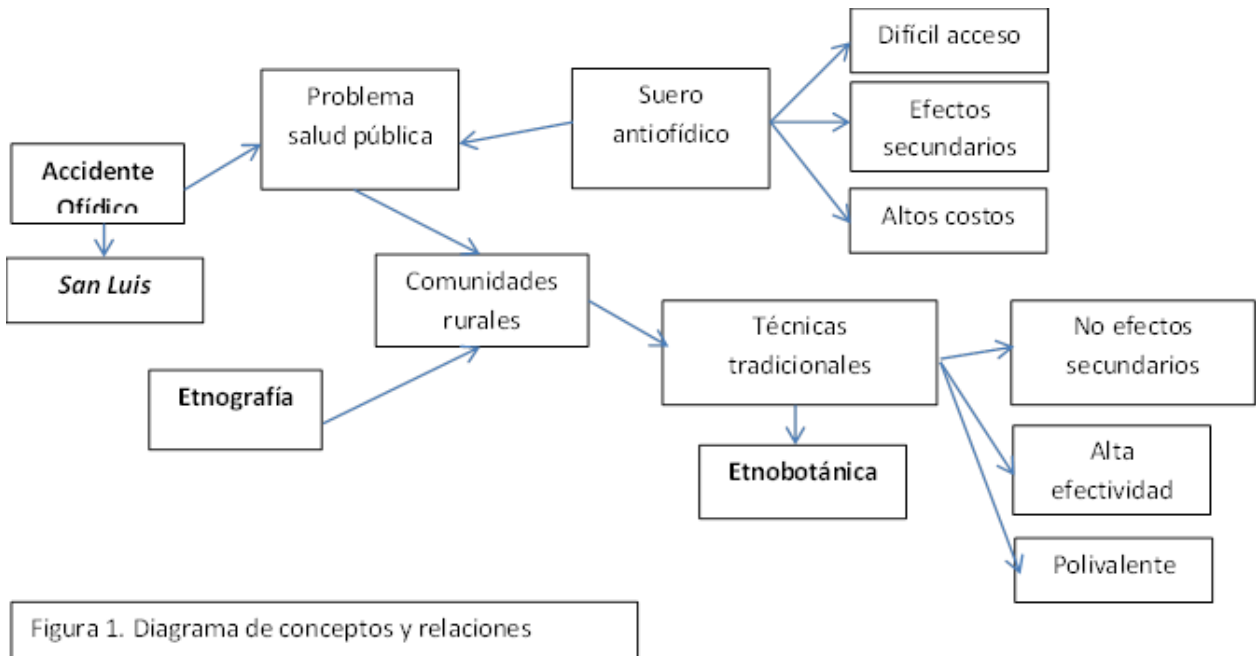 Difícil acceso
Problema
salud pública
Suero
antiofídico
Efectos
secundarios
Accidente
Ofídico
Altos costos
San Luis
Comunidades
rurales
Técnicas
tradicionales
No efectos
secundarios
Etnografía
Etnobotánica
Alta
efectividad
Polivalente
Figura 1. Diagrama de conceptos y relaciones